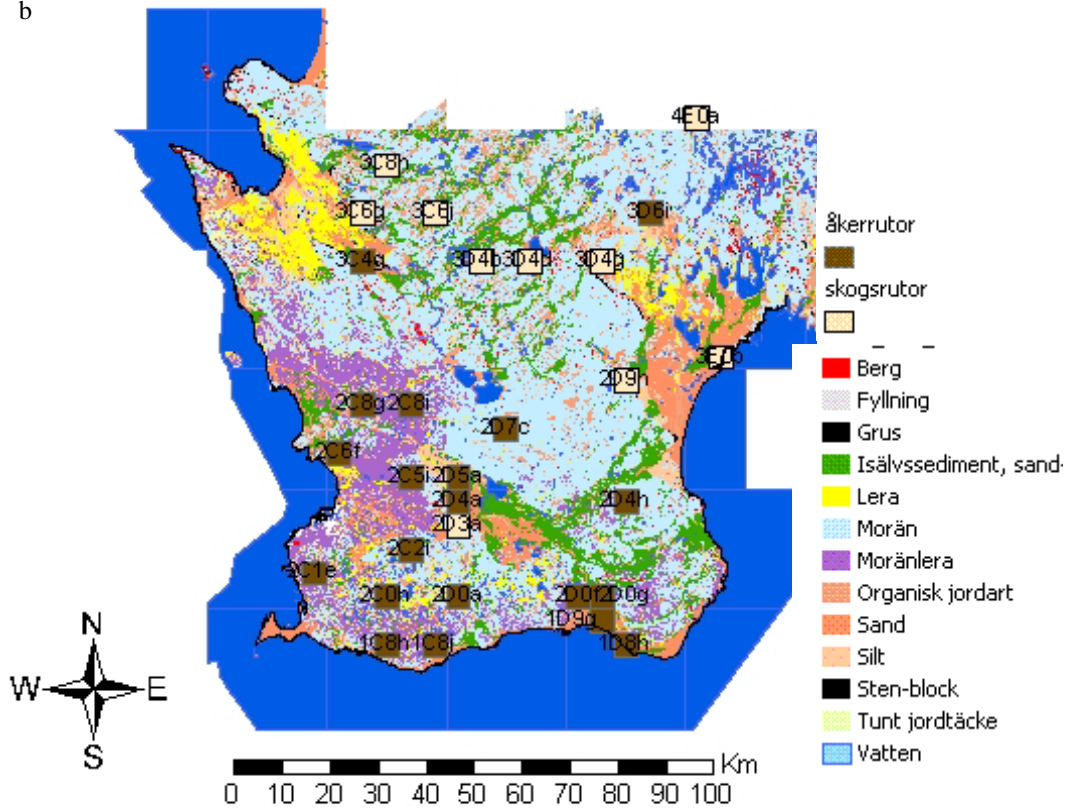 b
4E0a
3C8h
3C6g 3C6j 3D6i
3C4g 3D4b 3D4d 3D4g
3E0b
2D9h
2C8g 2C8i
2D7c
2C6f
2C5i 2D5a
2D4a 2D4h
2D3a
2C2i
2C1e
2C0h 2D0a 2D0f 2D0g
1D9g
1C8h 1C8j 1D8h
N
W E
S
Km
0 10 20 30 40 50 60 70 80 90 100
åkerrutor
skogsrutor
Berg
Fyllning
Grus
Isälvssediment, sand-
Lera
Morän
Moränlera
Organisk jordart
Sand
Silt
Sten-block
Tunt jordtäcke
Vatten